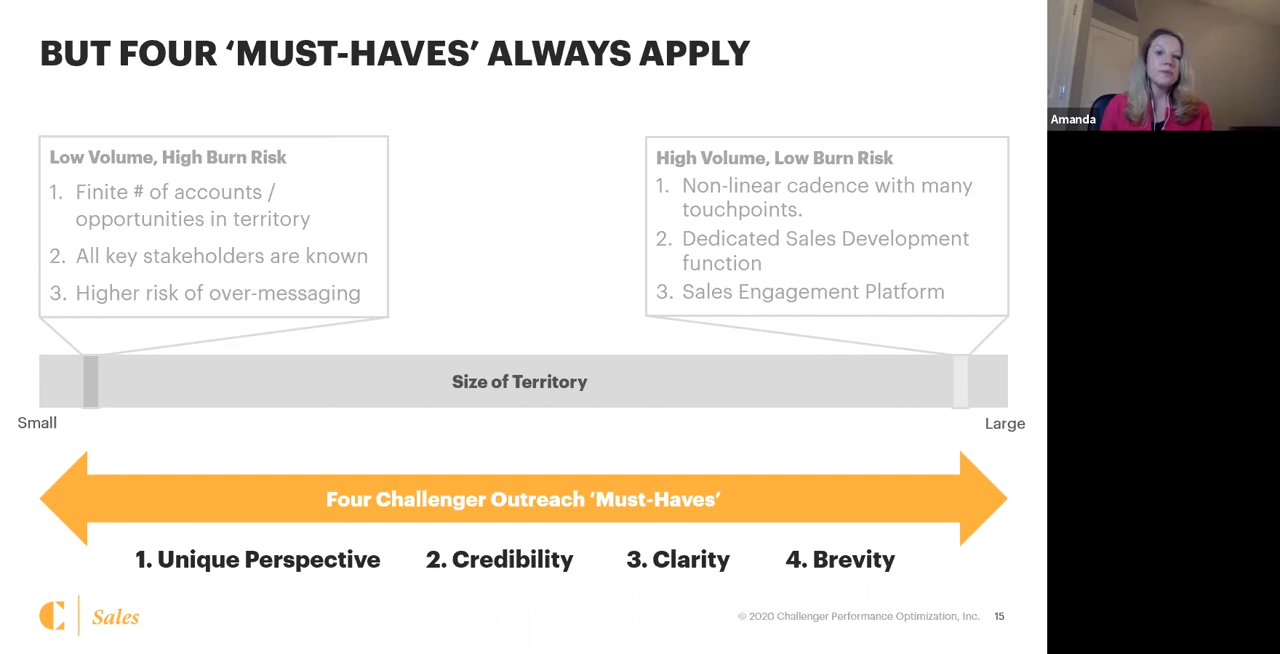 BUT FOUR ‘MUST-HAVES’ ALWAYS APPLY
Amanda
Low Volume, High Burn Risk
1. Finite # of accounts /
opportunities in territory
2. All key stakeholders are known
3. Higher risk of over-messaging
High Volume, Low Burn Risk
1. Non-linear cadence with many
touchpoints.
2. Dedicated Sales Development
function
3. Sales Engagement Platform
Size of Territory
Small
Large
Four Challenger Outreach ‘Must-Haves’
1. Unique Perspective 2. Credibility 3. Clarity 4. Brevity
Sales
© 2020 Challenger Performance Optimization, Inc. 15